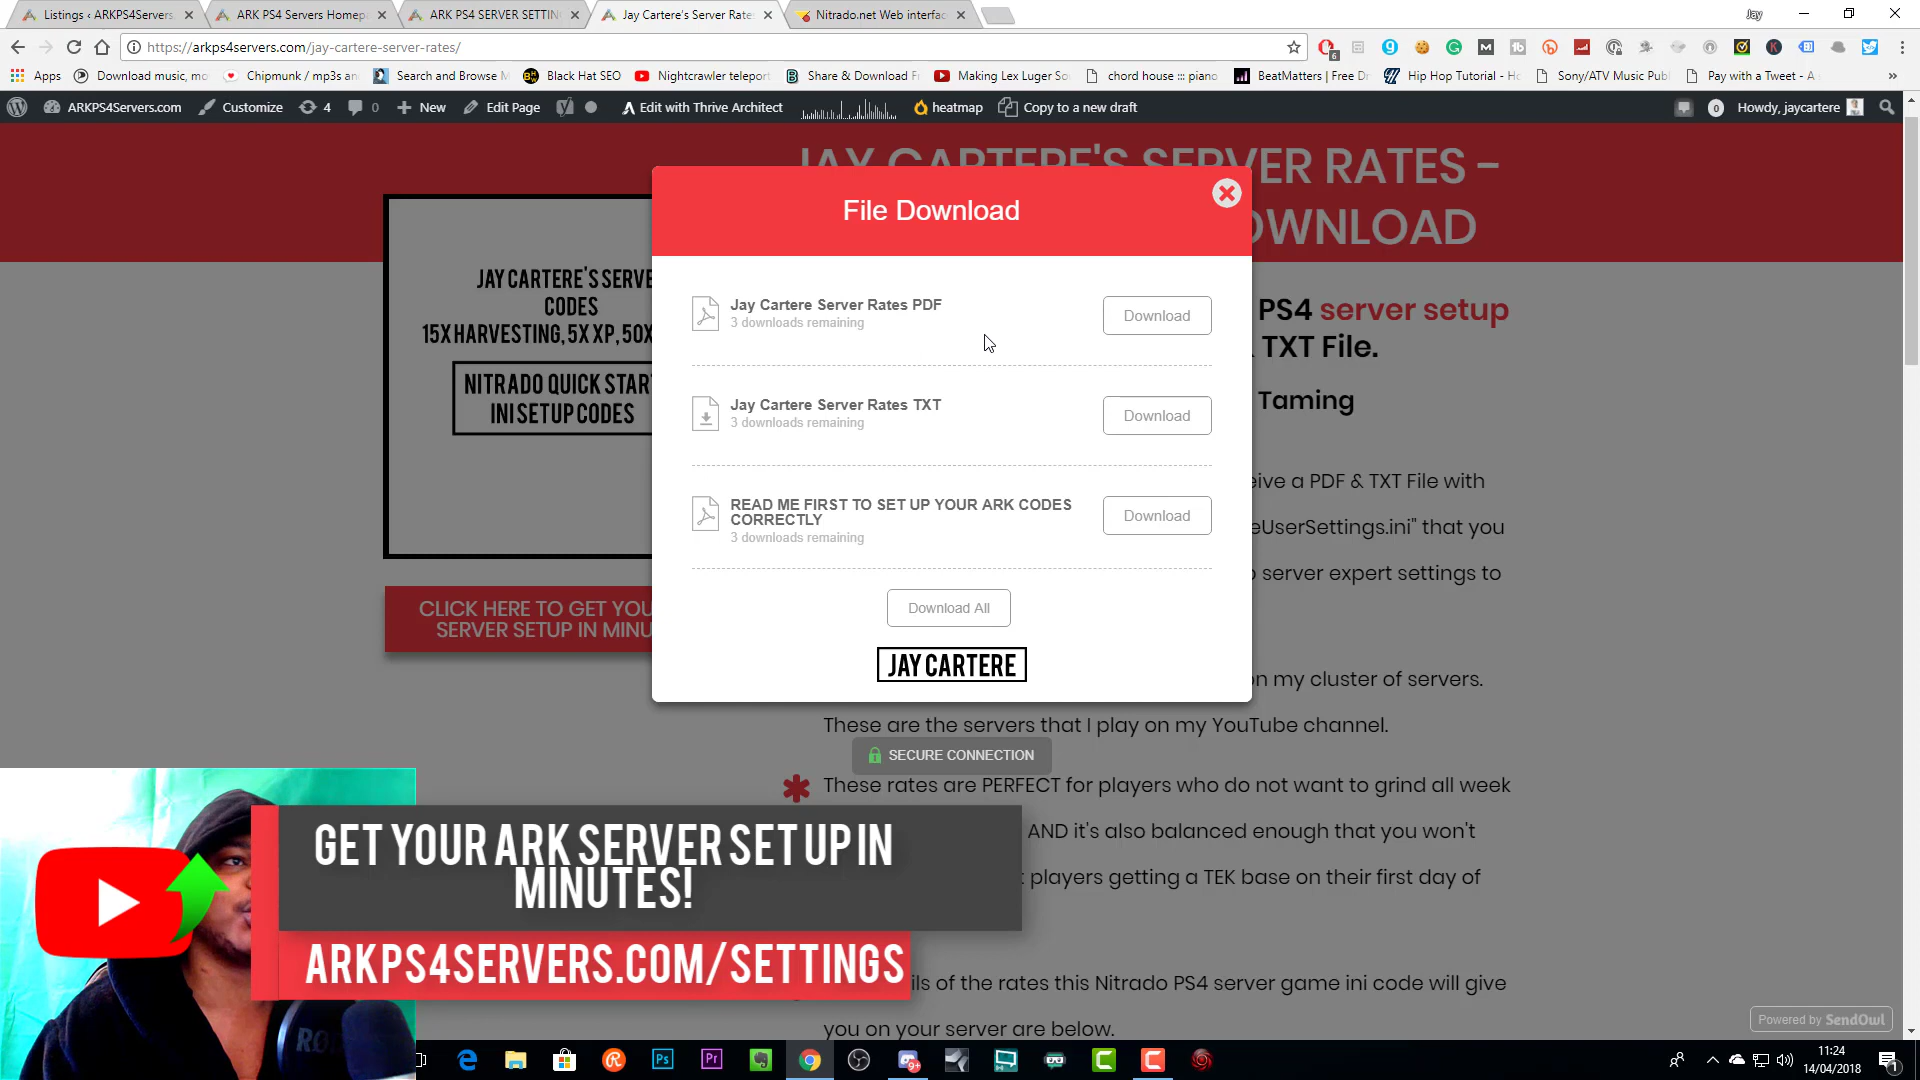 Listings ‹ ARKPS4Servers.
ARK PS4 Servers Homepa
ARK PS4 SERVER SETTIN
Jay Cartere's Server Rate
Nitrado.net Web interfac
Jay
https://arkps4servers.com/jay-cartere-server-rates/
Apps
Download music, mo
Chipmunk / mp3s an
Search and Browse M
Black Hat SEO
Nightcrawler teleport
Share & Download F
Making Lex Luger So
chord house ::: piano
BeatMatters | Free Dr
Hip Hop Tutorial - Ho
Sony/ATV Music Publ
Pay with a Tweet - A
»
ARKPS4Servers.com
Customize
4
0
New
Edit Page
Edit with Thrive Architect
heatmap
Copy to a new draft
0
Howdy, jaycartere
JAY CARTERE'S SERVER RATES -
OWNLOAD
JAY CARTERE'S SERVE
CODES
15X HARVESTING, 5X XP, 50X
NITRADO QUICK STAR
INI SETUP CODES
CLICK HERE TO GET YOU
SERVER SETUP IN MINU
File Download
Jay Cartere Server Rates PDF
3 downloads remaining
Download
Jay Cartere Server Rates TXT
3 downloads remaining
Download
READ ME FIRST TO SET UP YOUR ARK CODES
CORRECTLY
3 downloads remaining
Download
Download All
JAY CARTERE
SECURE CONNECTION
PS4 server setup
TXT File.
Taming
eive a PDF & TXT File with
eUserSettings.ini" that you
o server expert settings to
on my cluster of servers.
These are the servers that I play on my YouTube channel.
These rates are PERFECT for players who do not want to grind all week
AND it's also balanced enough that you won't
t players getting a TEK base on their first day of
ils of the rates this Nitrado PS4 server game ini code will give
you on your server are below.
GET YOUR ARK SERVER SET UP IN
MINUTES!
ARKPS4SERVERS.COM/SETTINGS
Powered by SendOwl
11:24
14/04/2018